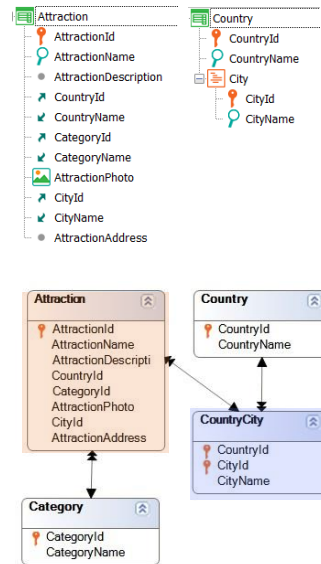 Attraction
AttractionId
AttractionName
AttractionDescription
CountryId
CountryName
CategoryId
CategoryName
AttractionPhoto
CityId
CityName
AttractionAddress
Country
CountryId
CountryName
City
CityId
CityName
Attraction
AttractionId
AttractionName
AttractionDescripti
CountryId
CategoryId
AttractionPhoto
CityId
AttractionAddress
Country
CountryId
CountryName
CountryCity
CountryId
CityId
CityName
Category
CategoryId
CategoryName